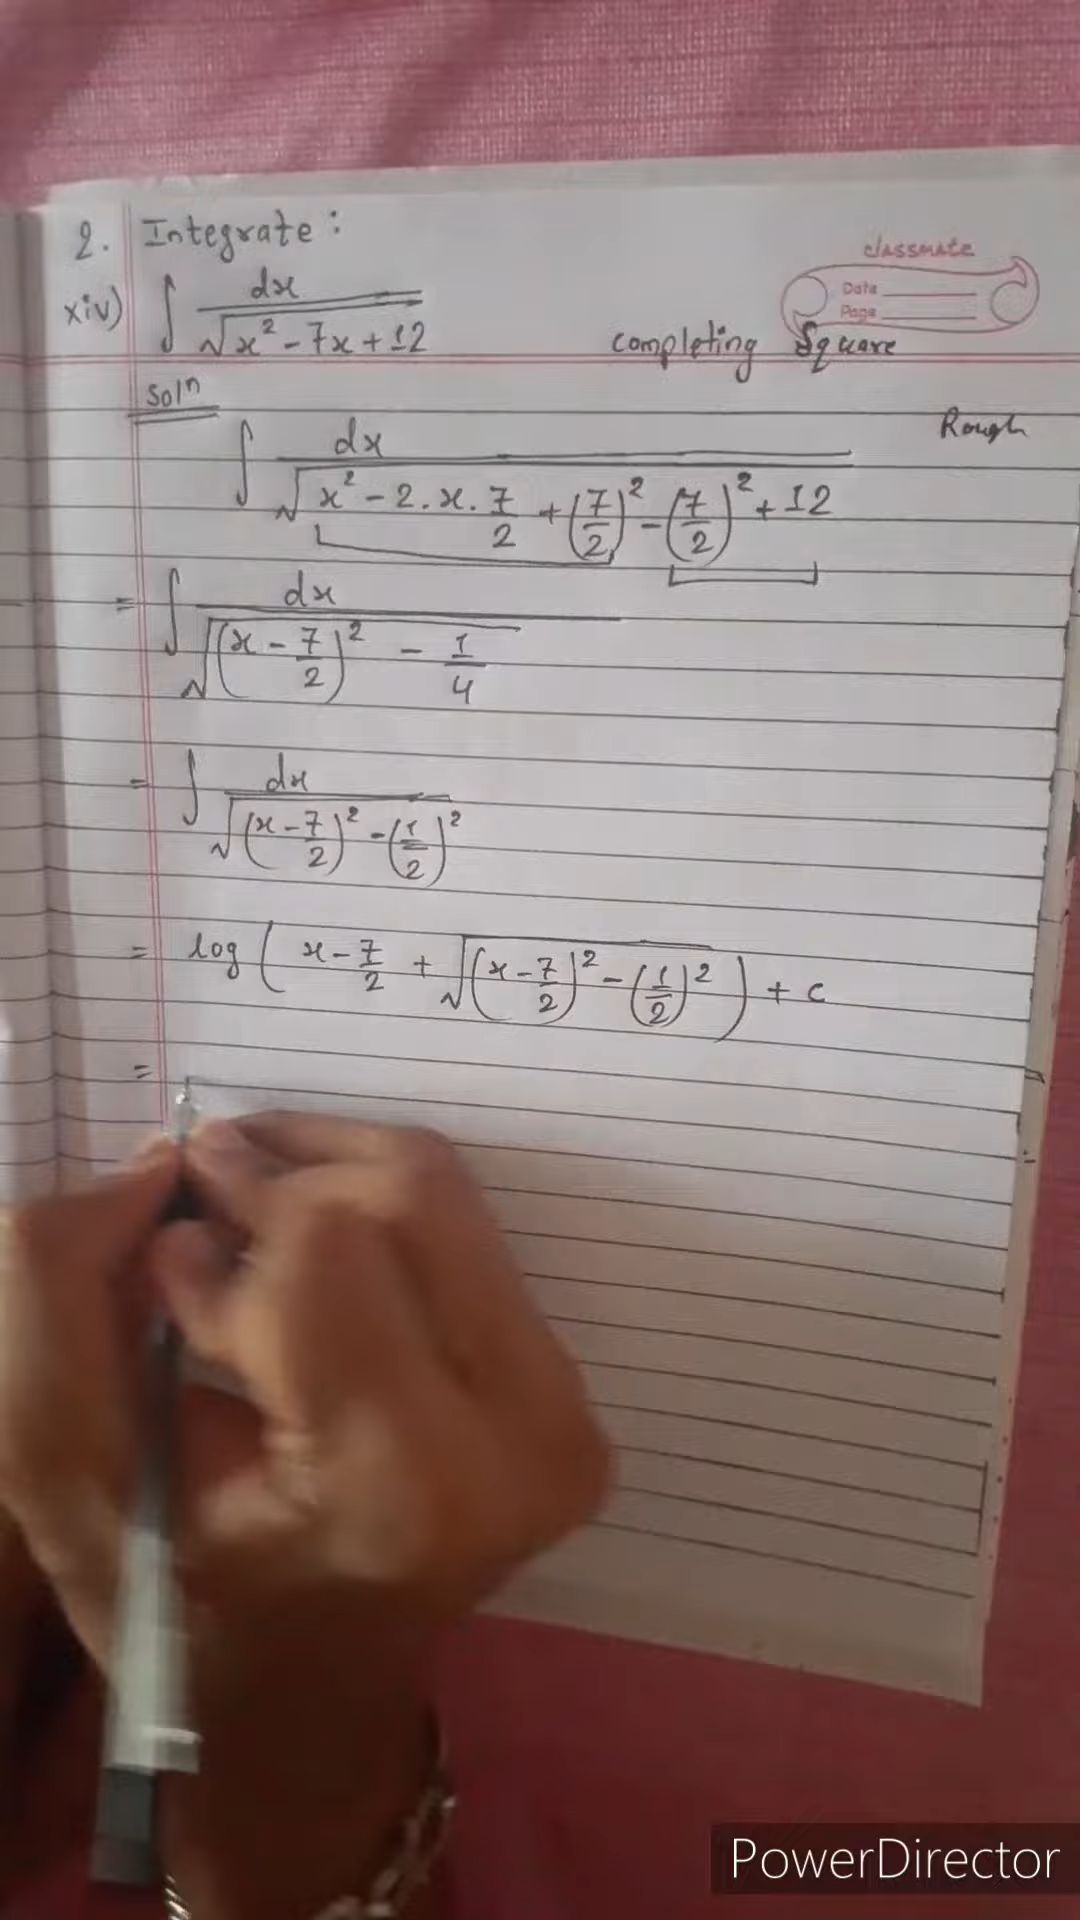 2. Integrate :
classmate
Date
Page
xiv) ∫ dx / √(x² - 7x + 12)
completing Square
Solⁿ
Rough
∫ dx / √(x² - 2.x.7/2 + (7/2)² - (7/2)² + 12)
= ∫ dx / √((x - 7/2)² - 1/4)
= ∫ dx / √((x - 7/2)² - (1/2)²)
= log (x - 7/2 + √((x - 7/2)² - (1/2)²)) + c
=
PowerDirector